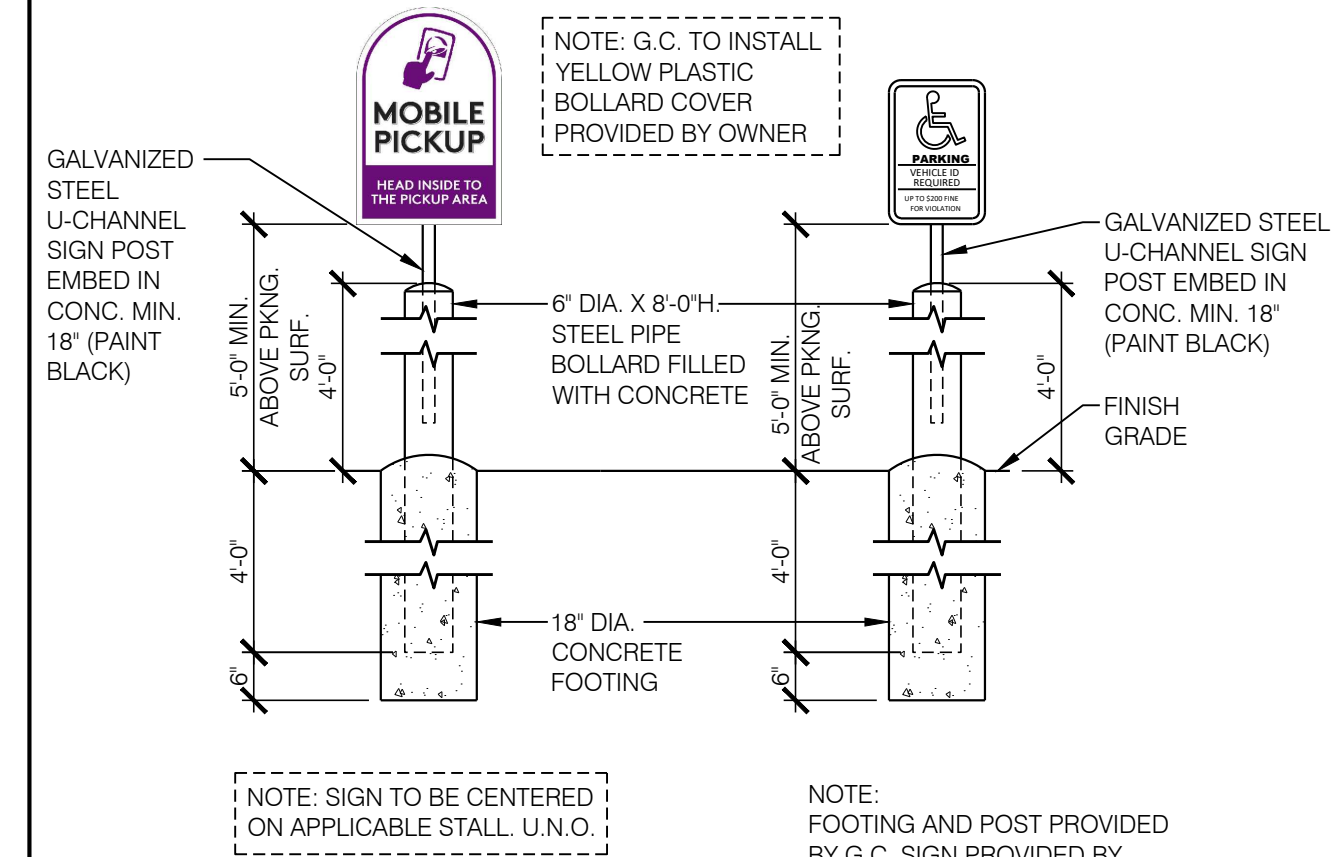 MOBILE
PICKUP
HEAD INSIDE TO
THE PICKUP AREA
NOTE: G.C. TO INSTALL
YELLOW PLASTIC
BOLLARD COVER
PROVIDED BY OWNER
PARKING
VEHICLE ID
REQUIRED
UP TO $200 FINE
FOR VIOLATION
GALVANIZED
STEEL
U-CHANNEL
SIGN POST
EMBED IN
CONC. MIN.
18" (PAINT
BLACK)
5'-0" MIN.
ABOVE PKNG.
SURF.
4'-0"
6" DIA. X 8'-0"H.
STEEL PIPE
BOLLARD FILLED
WITH CONCRETE
5'-0" MIN.
ABOVE PKNG.
SURF.
4'-0"
GALVANIZED STEEL
U-CHANNEL SIGN
POST EMBED IN
CONC. MIN. 18"
(PAINT BLACK)
FINISH
GRADE
4'-0"
6"
18" DIA.
CONCRETE
FOOTING
4'-0"
6"
NOTE: SIGN TO BE CENTERED
ON APPLICABLE STALL. U.N.O.
NOTE:
FOOTING AND POST PROVIDED
BY G.C. SIGN PROVIDED BY